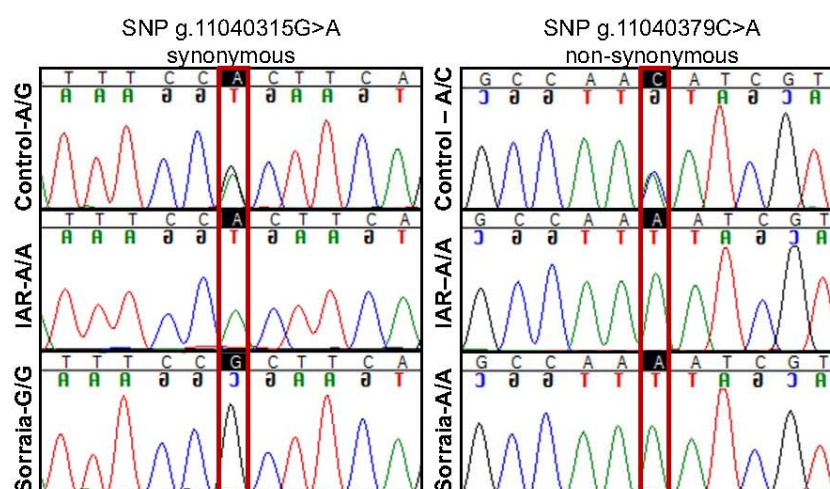 SNP g.11040315G>A
synonymous
Control-A/G
T T T C C A C T T C A
A A A G G T G A A G T
IAR-A/A
T T T C C A C T T C A
A A A G G T G A A G T
Sorraia-G/G
T T T C C G C T T C A
A A A G G C G A A G T
SNP g.11040379C>A
non-synonymous
Control – A/C
G C C A A C A T C G T
C G G T T G T A G C A
IAR–A/A
G C C A A A A T C G T
C G G T T T T A G C A
Sorraia-A/A
G C C A A A A T C G T
C G G T T T T A G C A